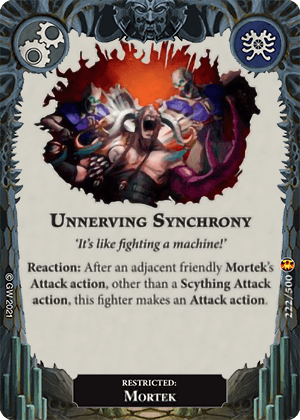 UNNERVING SYNCHRONY
'It's like fighting a machine!'
Reaction: After an adjacent friendly Mortek's
Attack action, other than a Scything Attack
action, this fighter makes an Attack action.
© GW 2021
222/500
RESTRICTED:
MORTEK